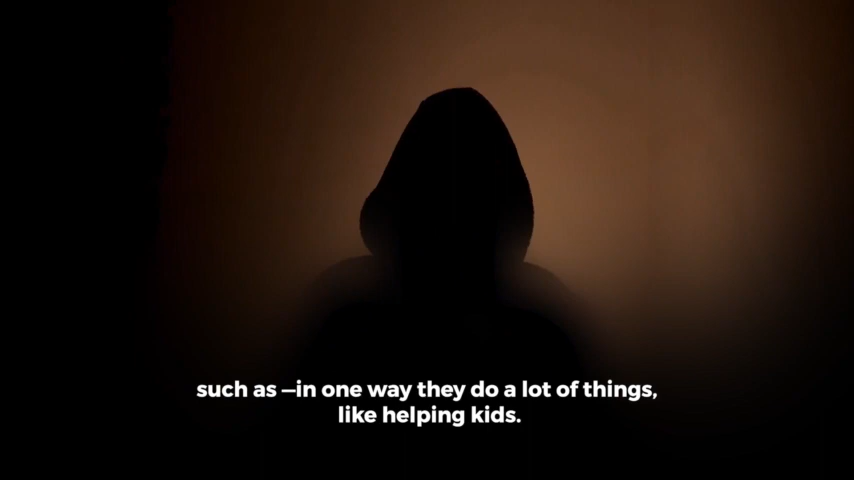 such as —in one way they do a lot of things,
like helping kids.